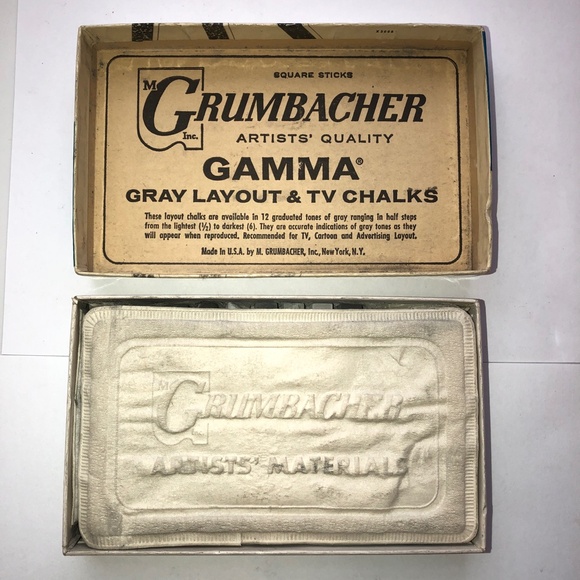 SQUARE STICKS
M GRUMBACHER Inc.
ARTISTS' QUALITY
GAMMA®
GRAY LAYOUT & TV CHALKS
These layout chalks are available in 12 graduated tones of gray ranging in half steps
from the lightest (½) to darkest (6). They are accurate indications of gray tones as they
will appear when reproduced. Recommended for TV, Cartoon and Advertising Layout.
Made in U.S.A. by M. GRUMBACHER, Inc., New York, N.Y.
M GRUMBACHER
ARTISTS' MATERIALS